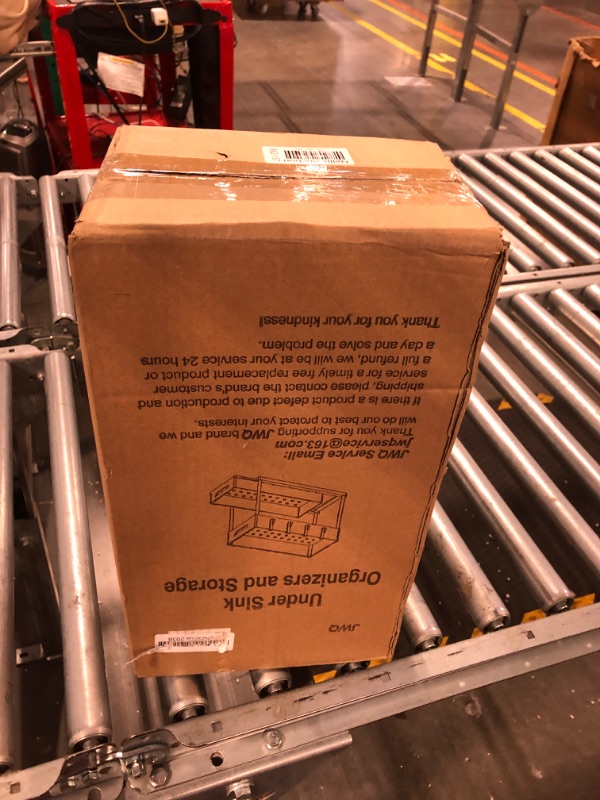 JWQ
Under Sink
Organizers and Storage
JWQ Service Email:
jwqservice@163.com
Thank you for supporting JWQ brand and we
will do our best to protect your interests.
If there is a product defect due to production and
shipping, please contact the brand's customer
service for a timely free replacement product or
a full refund, we will be at your service 24 hours
a day and solve the problem.
Thank you for your kindness!